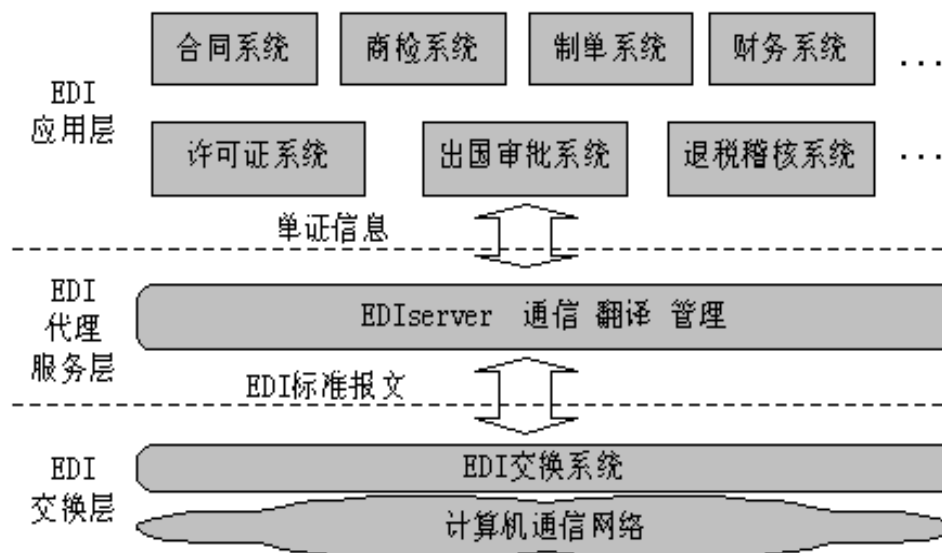 合同系统 商检系统 制单系统 财务系统 ...
EDI
应用层
许可证系统 出国审批系统 退税稽核系统 ...
单证信息
EDI
代理
服务层
EDIserver 通信 翻译 管理
EDI标准报文
EDI
交换层
EDI交换系统
计算机通信网络